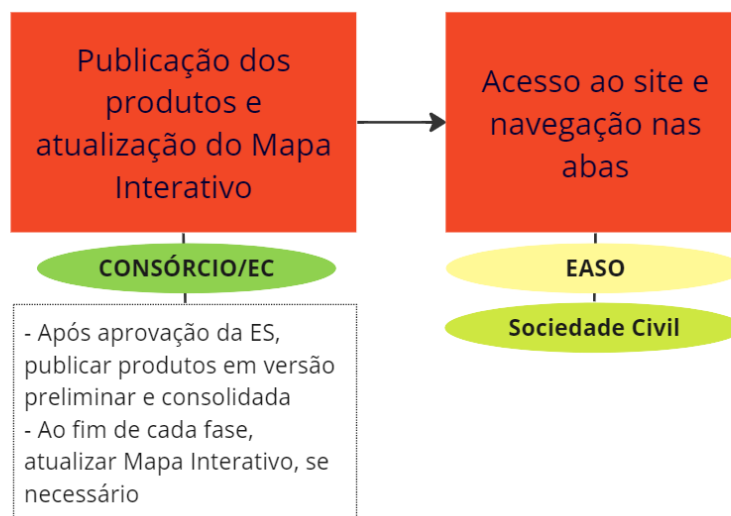 Publicação dos
produtos e
atualização do Mapa
Interativo
CONSÓRCIO/EC
- Após aprovação da ES,
publicar produtos em versão
preliminar e consolidada
- Ao fim de cada fase,
atualizar Mapa Interativo, se
necessário
Acesso ao site e
navegação nas
abas
EASO
Sociedade Civil